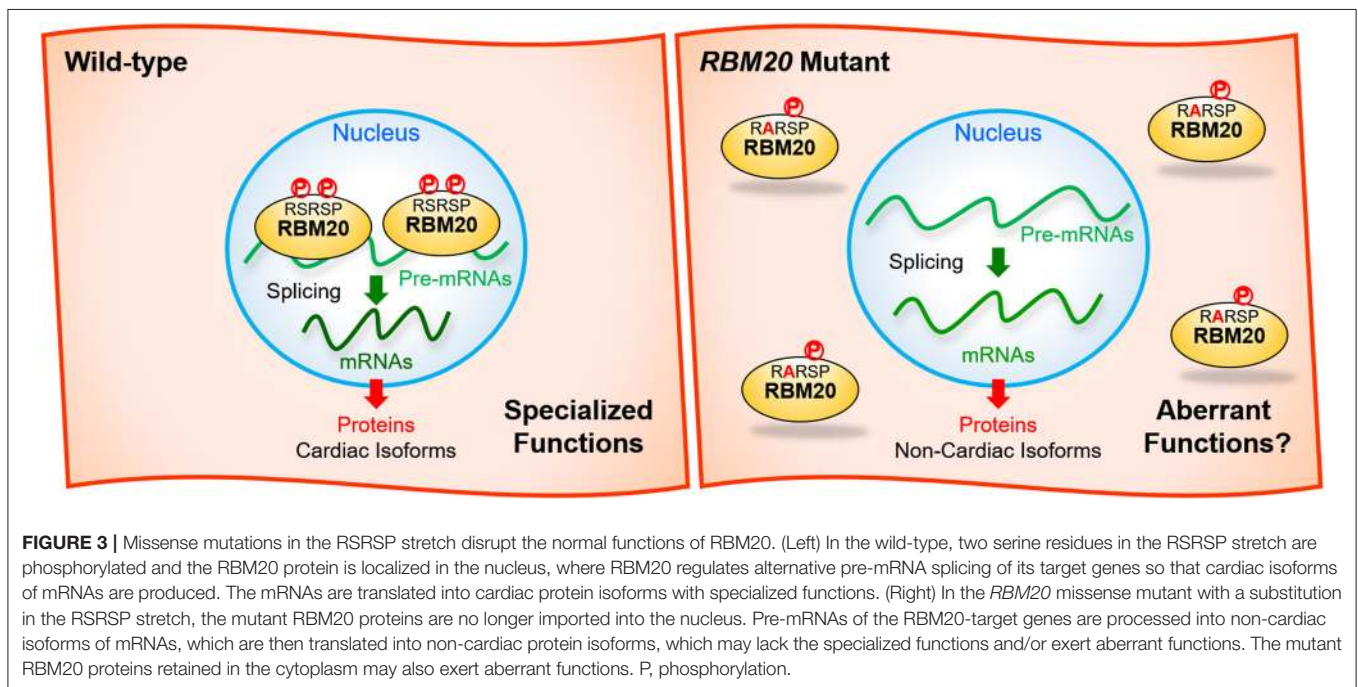 Wild-type
Nucleus
P P
P P
RSRSP
RBM20
RSRSP
RBM20
Pre-mRNAs
Splicing
mRNAs
Proteins
Cardiac Isoforms
Specialized
Functions
RBM20 Mutant
P
RARSP
RBM20
P
RARSP
RBM20
Nucleus
Pre-mRNAs
Splicing
mRNAs
P
RARSP
RBM20
P
RARSP
RBM20
Proteins
Non-Cardiac Isoforms
Aberrant
Functions?
FIGURE 3 | Missense mutations in the RSRSP stretch disrupt the normal functions of RBM20. (Left) In the wild-type, two serine residues in the RSRSP stretch are
phosphorylated and the RBM20 protein is localized in the nucleus, where RBM20 regulates alternative pre-mRNA splicing of its target genes so that cardiac isoforms
of mRNAs are produced. The mRNAs are translated into cardiac protein isoforms with specialized functions. (Right) In the RBM20 missense mutant with a substitution
in the RSRSP stretch, the mutant RBM20 proteins are no longer imported into the nucleus. Pre-mRNAs of the RBM20-target genes are processed into non-cardiac
isoforms of mRNAs, which are then translated into non-cardiac protein isoforms, which may lack the specialized functions and/or exert aberrant functions. The mutant
RBM20 proteins retained in the cytoplasm may also exert aberrant functions. P, phosphorylation.